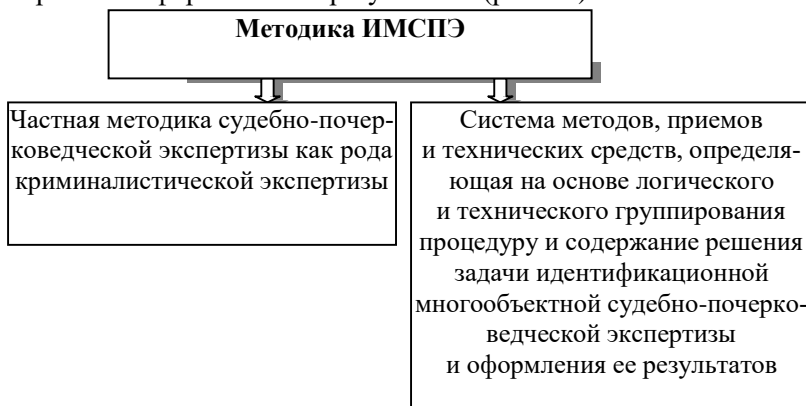 Методика ИМСПЭ
Частная методика судебно-почер-
коведческой экспертизы как рода
криминалистической экспертизы
Система методов, приемов
и технических средств, определя-
ющая на основе логического
и технического группирования
процедуру и содержание решения
задачи идентификационной
многообъектной судебно-почерко-
ведческой экспертизы
и оформления ее результатов